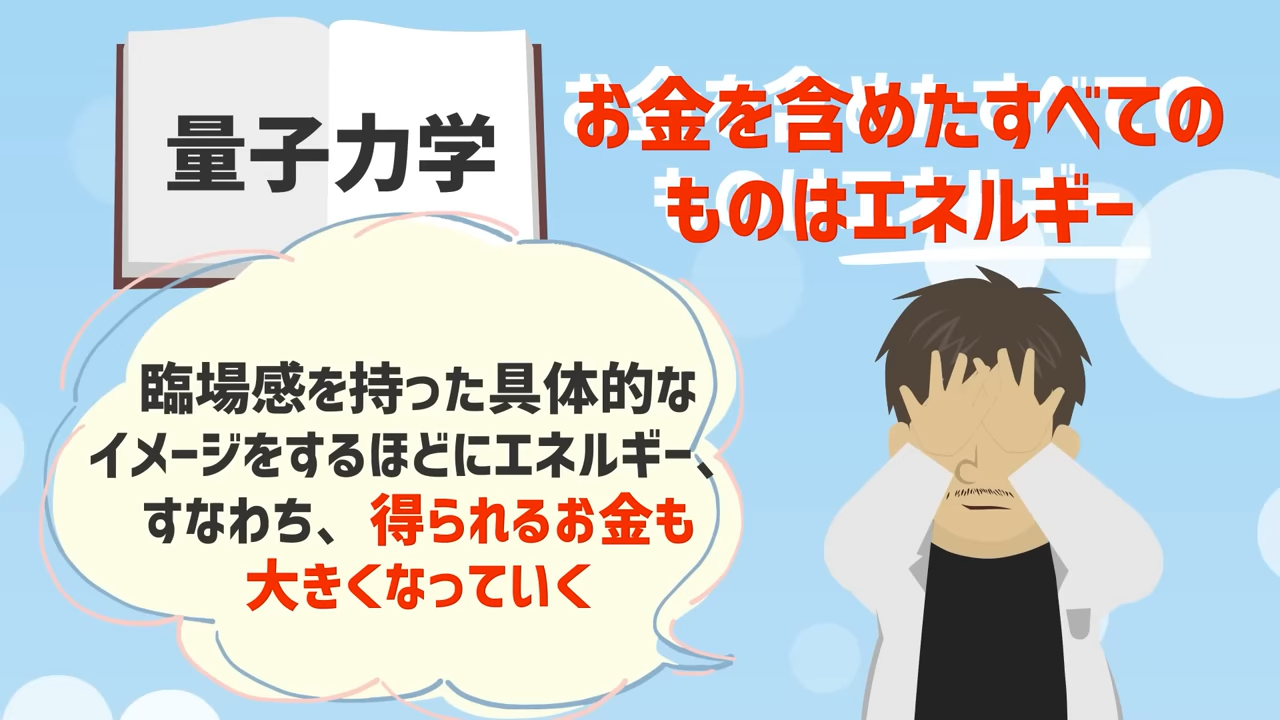 量子力学
お金を含めたすべての
ものはエネルギー
臨場感を持った具体的な
イメージをするほどにエネルギー、
すなわち、得られるお金も
大きくなっていく